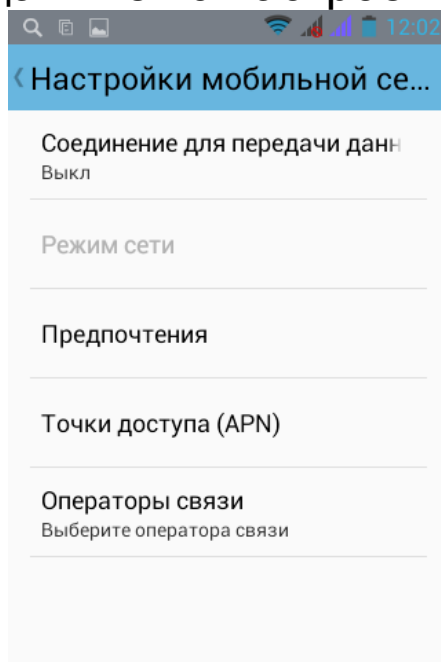 12:02
Настройки мобильной се...
Соединение для передачи данн
Выкл
Режим сети
Предпочтения
Точки доступа (APN)
Операторы связи
Выберите оператора связи